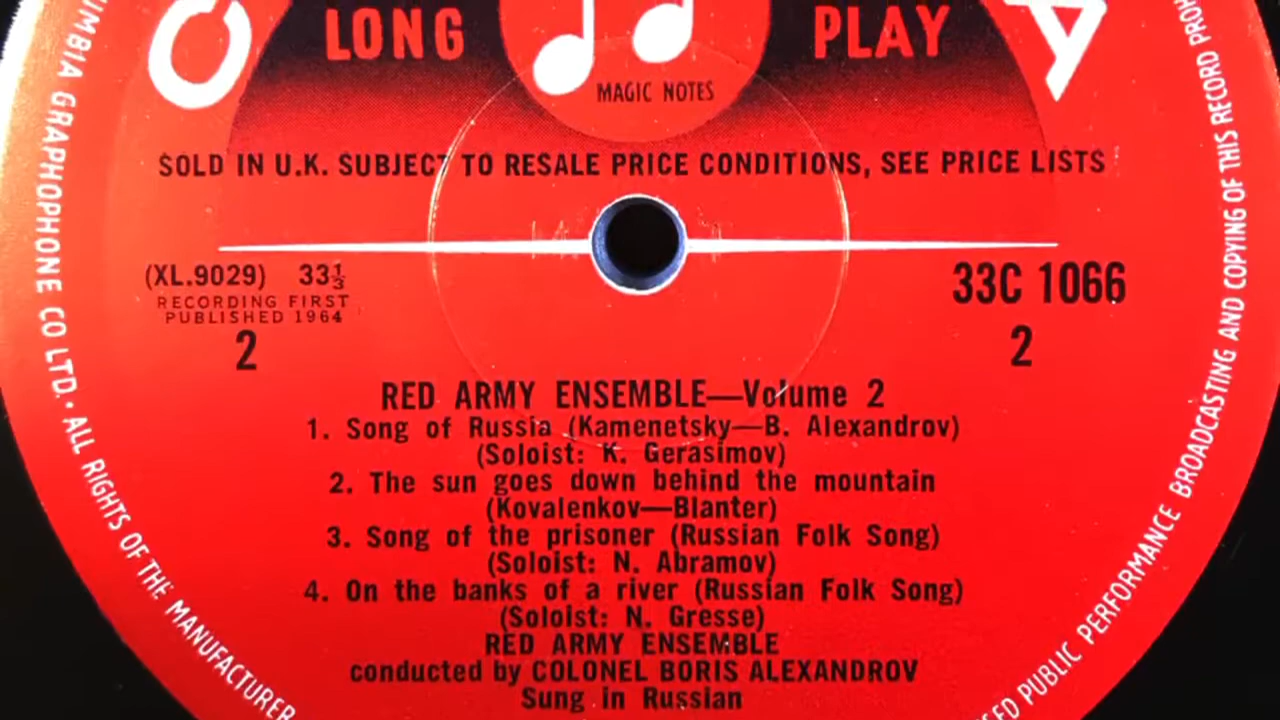 LONG PLAY
MAGIC NOTES
SOLD IN U.K. SUBJECT TO RESALE PRICE CONDITIONS, SEE PRICE LISTS
(XL.9029) 33⅓
RECORDING FIRST
PUBLISHED 1964
2
33C 1066
2
RED ARMY ENSEMBLE—Volume 2
1. Song of Russia (Kamenetsky—B. Alexandrov)
(Soloist: K. Gerasimov)
2. The sun goes down behind the mountain
(Kovalenkov—Blanter)
3. Song of the prisoner (Russian Folk Song)
(Soloist: N. Abramov)
4. On the banks of a river (Russian Folk Song)
(Soloist: N. Gresse)
RED ARMY ENSEMBLE
conducted by COLONEL BORIS ALEXANDROV
Sung in Russian
GRAPHOPHONE CO LTD. • ALL RIGHTS OF THE MANUFACTURER
PUBLIC PERFORMANCE BROADCASTING AND COPYING OF THIS RECORD